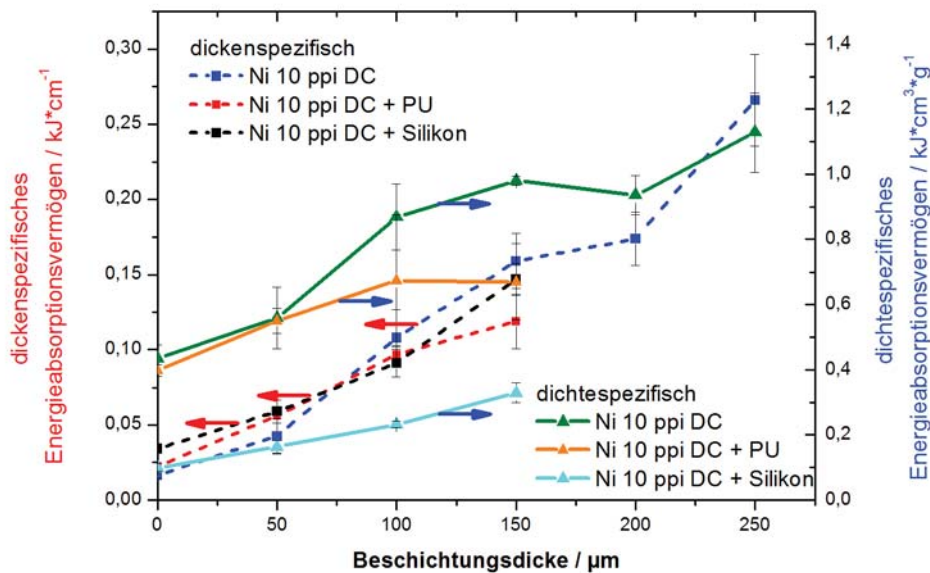 dickenspezifisches
Energieabsorptionsvermögen / kJ*cm⁻¹
0,30
0,25
0,20
0,15
0,10
0,05
0,00
dickenspezifisch
Ni 10 ppi DC
Ni 10 ppi DC + PU
Ni 10 ppi DC + Silikon
dichtespezifisch
Ni 10 ppi DC
Ni 10 ppi DC + PU
Ni 10 ppi DC + Silikon
1,4
1,2
1,0
0,8
0,6
0,4
0,2
0,0
dichtespezifisches
Energieabsorptionsvermögen / kJ*cm³*g⁻¹
0 50 100 150 200 250
Beschichtungsdicke / µm